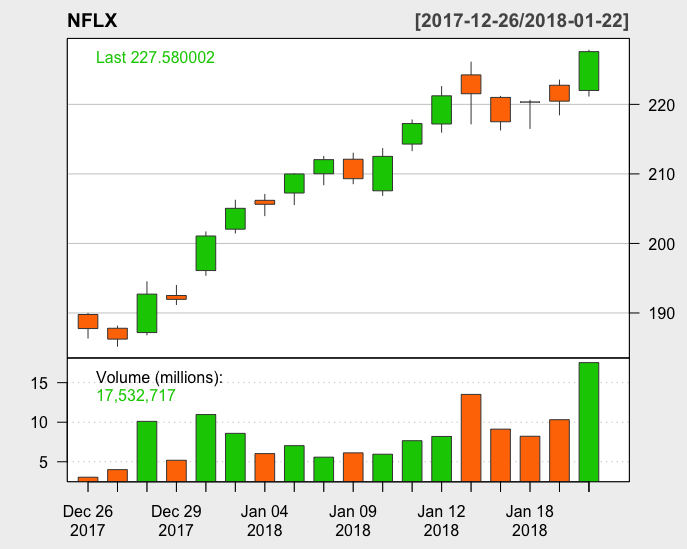 NFLX
[2017-12-26/2018-01-22]
Last 227.580002
220
210
200
190
Volume (millions):
17,532,717
15
10
5
Dec 26
2017
Dec 29
2017
Jan 04
2018
Jan 09
2018
Jan 12
2018
Jan 18
2018